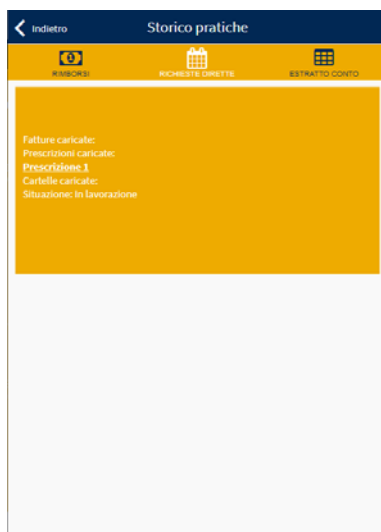 Indietro
Storico pratiche
RIMBORSI
RICHIESTE DIRETTE
ESTRATTO CONTO
Fatture caricate:
Prescrizioni caricate:
Prescrizione 1
Cartelle caricate:
Situazione: in lavorazione